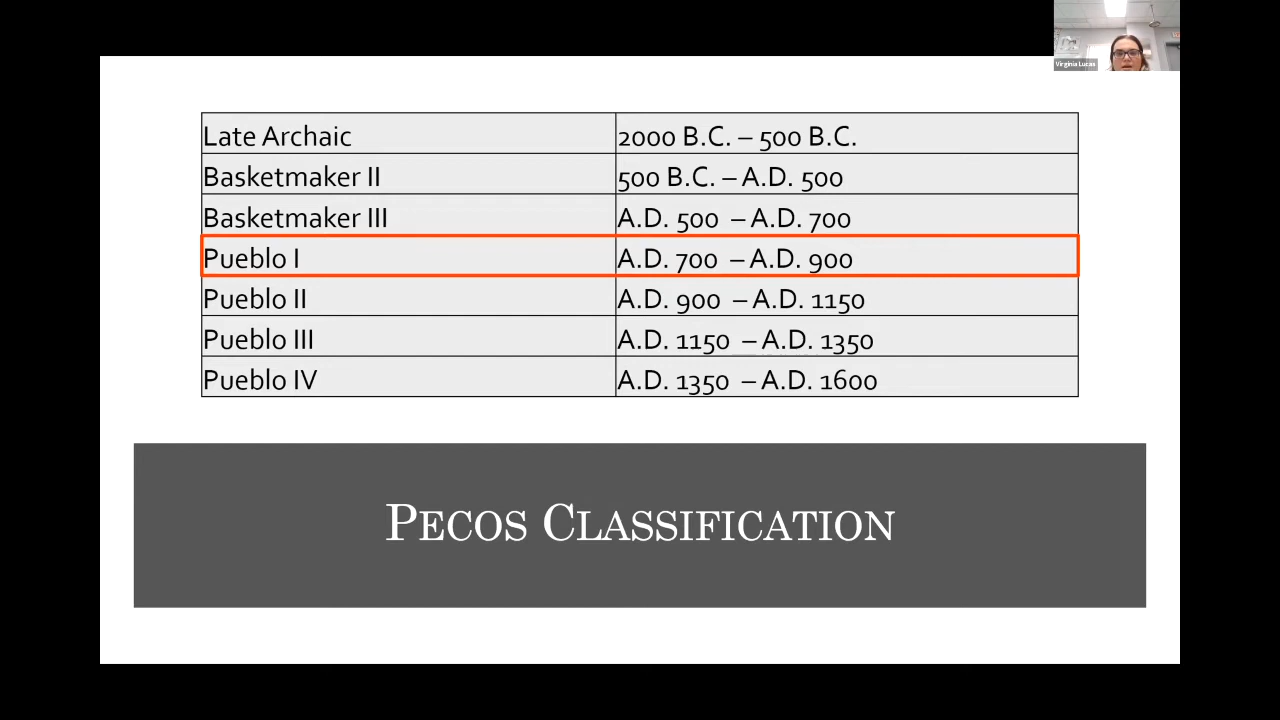 Virginia Lucas
Late Archaic 2000 B.C. – 500 B.C.
Basketmaker II 500 B.C. – A.D. 500
Basketmaker III A.D. 500 – A.D. 700
Pueblo I A.D. 700 – A.D. 900
Pueblo II A.D. 900 – A.D. 1150
Pueblo III A.D. 1150 – A.D. 1350
Pueblo IV A.D. 1350 – A.D. 1600
PECOS CLASSIFICATION